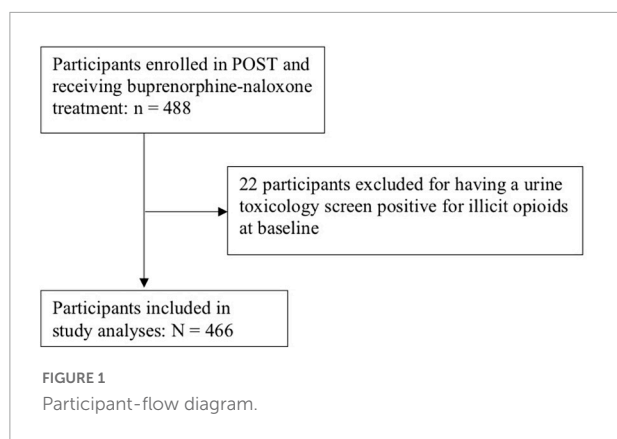 Participants enrolled in POST and
receiving buprenorphine-naloxone
treatment: n = 488
22 participants excluded for having a urine
toxicology screen positive for illicit opioids
at baseline
Participants included in
study analyses: N = 466
FIGURE 1
Participant-flow diagram.